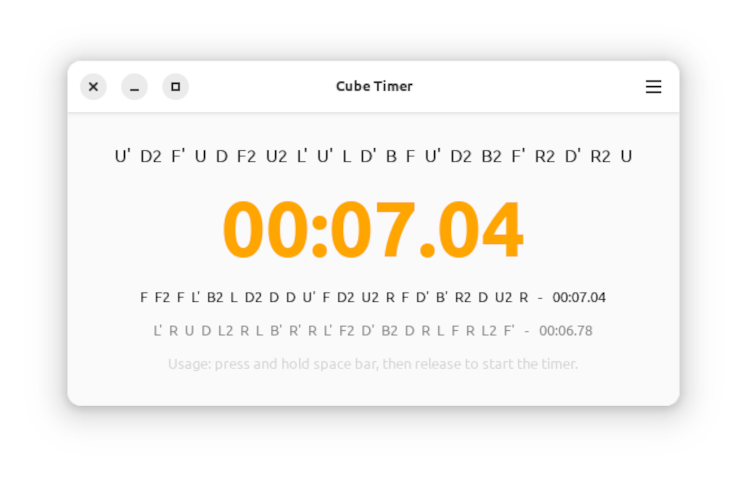 Cube Timer
U' D2 F' U D F2 U2 L' U' L D' B F U' D2 B2 F' R2 D' R2 U
00:07.04
F F2 F L' B2 L D2 D D U' F D2 U2 R F D' B' R2 D U2 R - 00:07.04
L' R U D L2 R L B' R' R L' F2 D' B2 D R L F R L2 F' - 00:06.78
Usage: press and hold space bar, then release to start the timer.